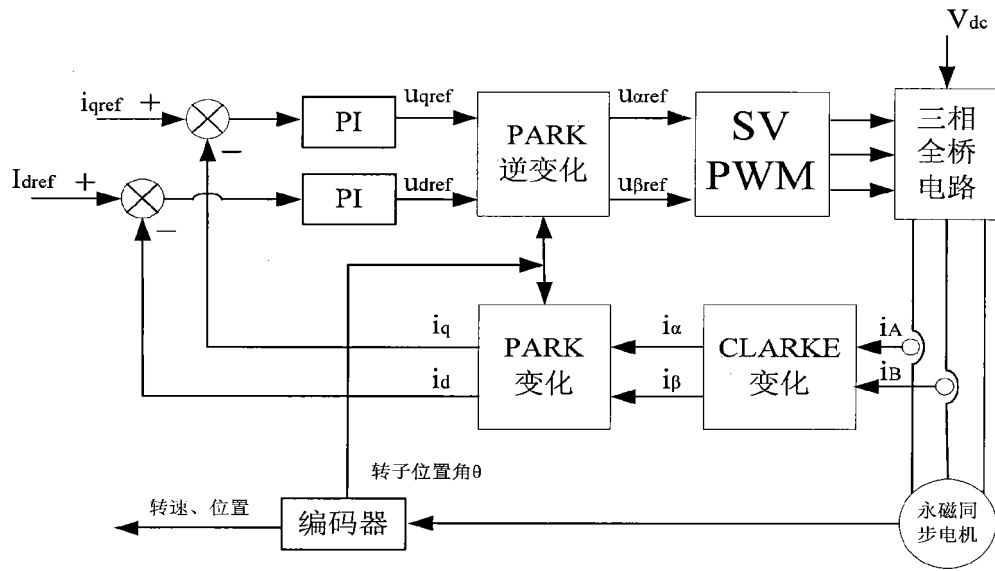 Vdc
iqref +
−
PI
uqref
PARK
逆变化
uαref
SV
PWM
三相
全桥
电路
Idref +
−
PI
udref
uβref
iq
id
PARK
变化
iα
iβ
CLARKE
变化
iA
iB
转子位置角θ
转速、位置
编码器
永磁同
步电机